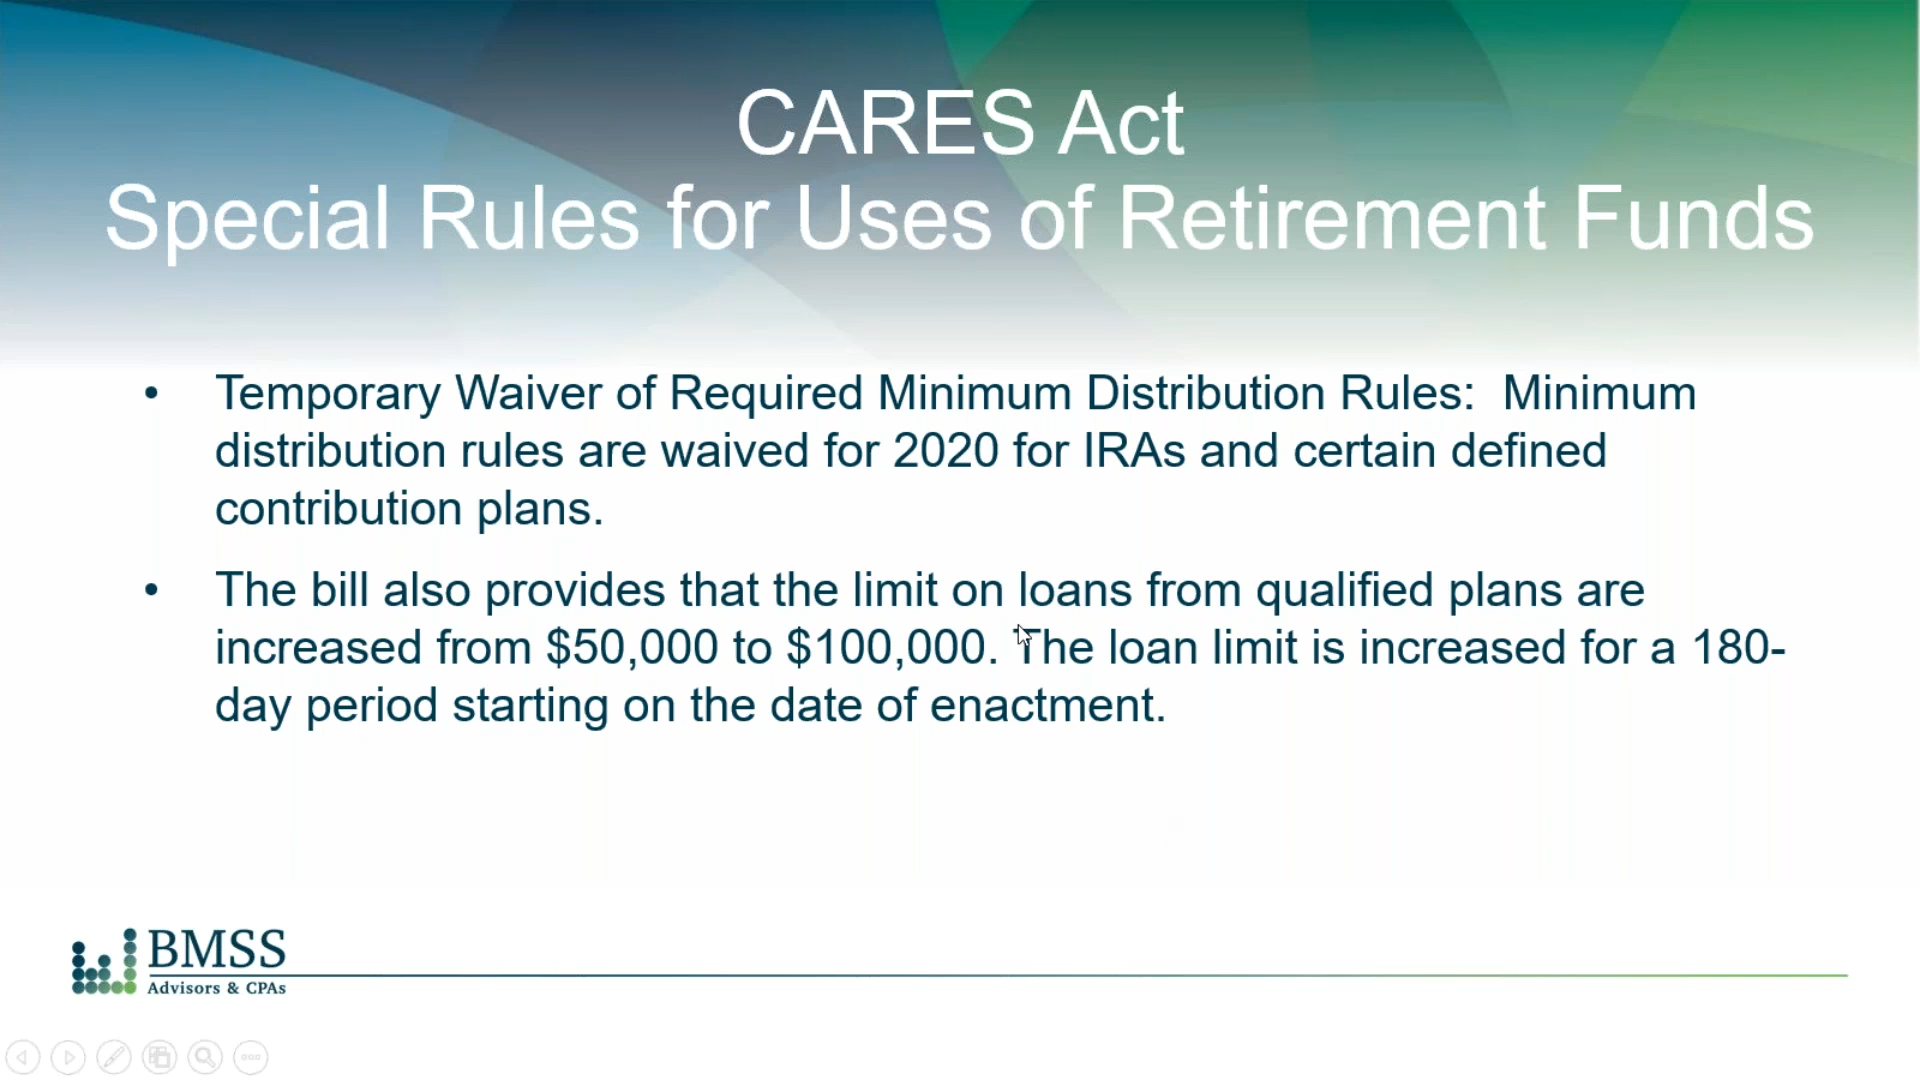 CARES Act
Special Rules for Uses of Retirement Funds
• Temporary Waiver of Required Minimum Distribution Rules:  Minimum
distribution rules are waived for 2020 for IRAs and certain defined
contribution plans.
• The bill also provides that the limit on loans from qualified plans are
increased from $50,000 to $100,000. The loan limit is increased for a 180-
day period starting on the date of enactment.
BMSS
Advisors & CPAs